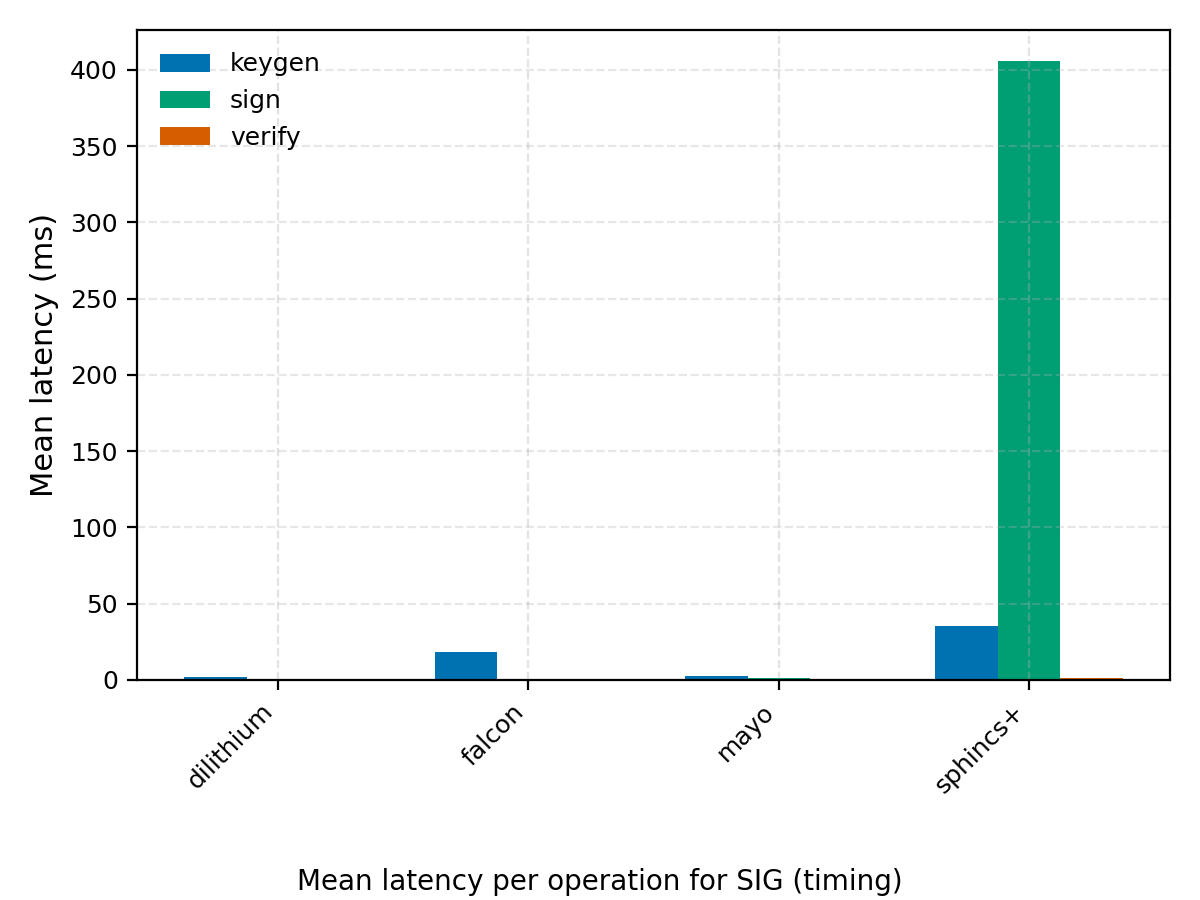 keygen
sign
verify
Mean latency (ms)
400
350
300
250
200
150
100
50
0
dilithium
falcon
mayo
sphincs+
Mean latency per operation for SIG (timing)